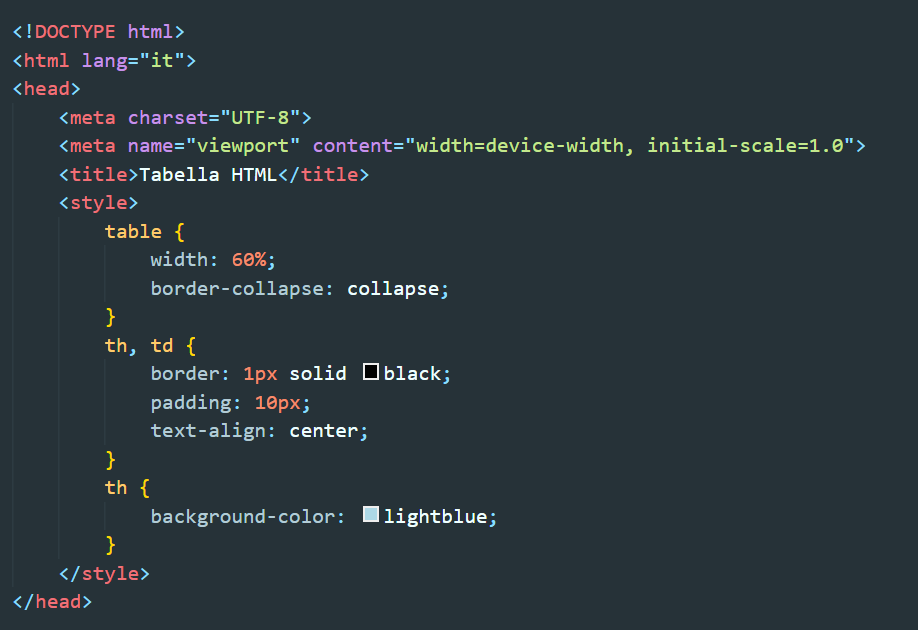 <!DOCTYPE html>
<html lang="it">
<head>
    <meta charset="UTF-8">
    <meta name="viewport" content="width=device-width, initial-scale=1.0">
    <title>Tabella HTML</title>
    <style>
        table {
            width: 60%;
            border-collapse: collapse;
        }
        th, td {
            border: 1px solid black;
            padding: 10px;
            text-align: center;
        }
        th {
            background-color: lightblue;
        }
    </style>
</head>